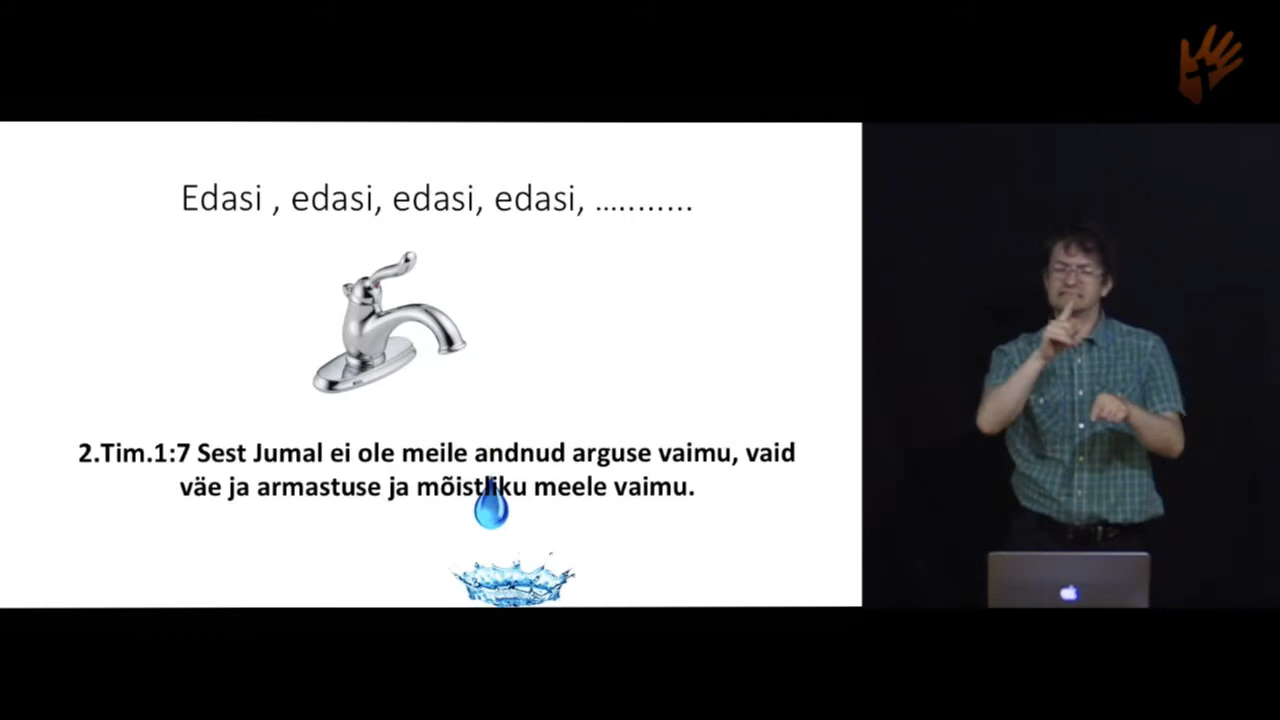 Edasi , edasi, edasi, edasi, ...........
2.Tim.1:7 Sest Jumal ei ole meile andnud arguse vaimu, vaid
väe ja armastuse ja mõistliku meele vaimu.